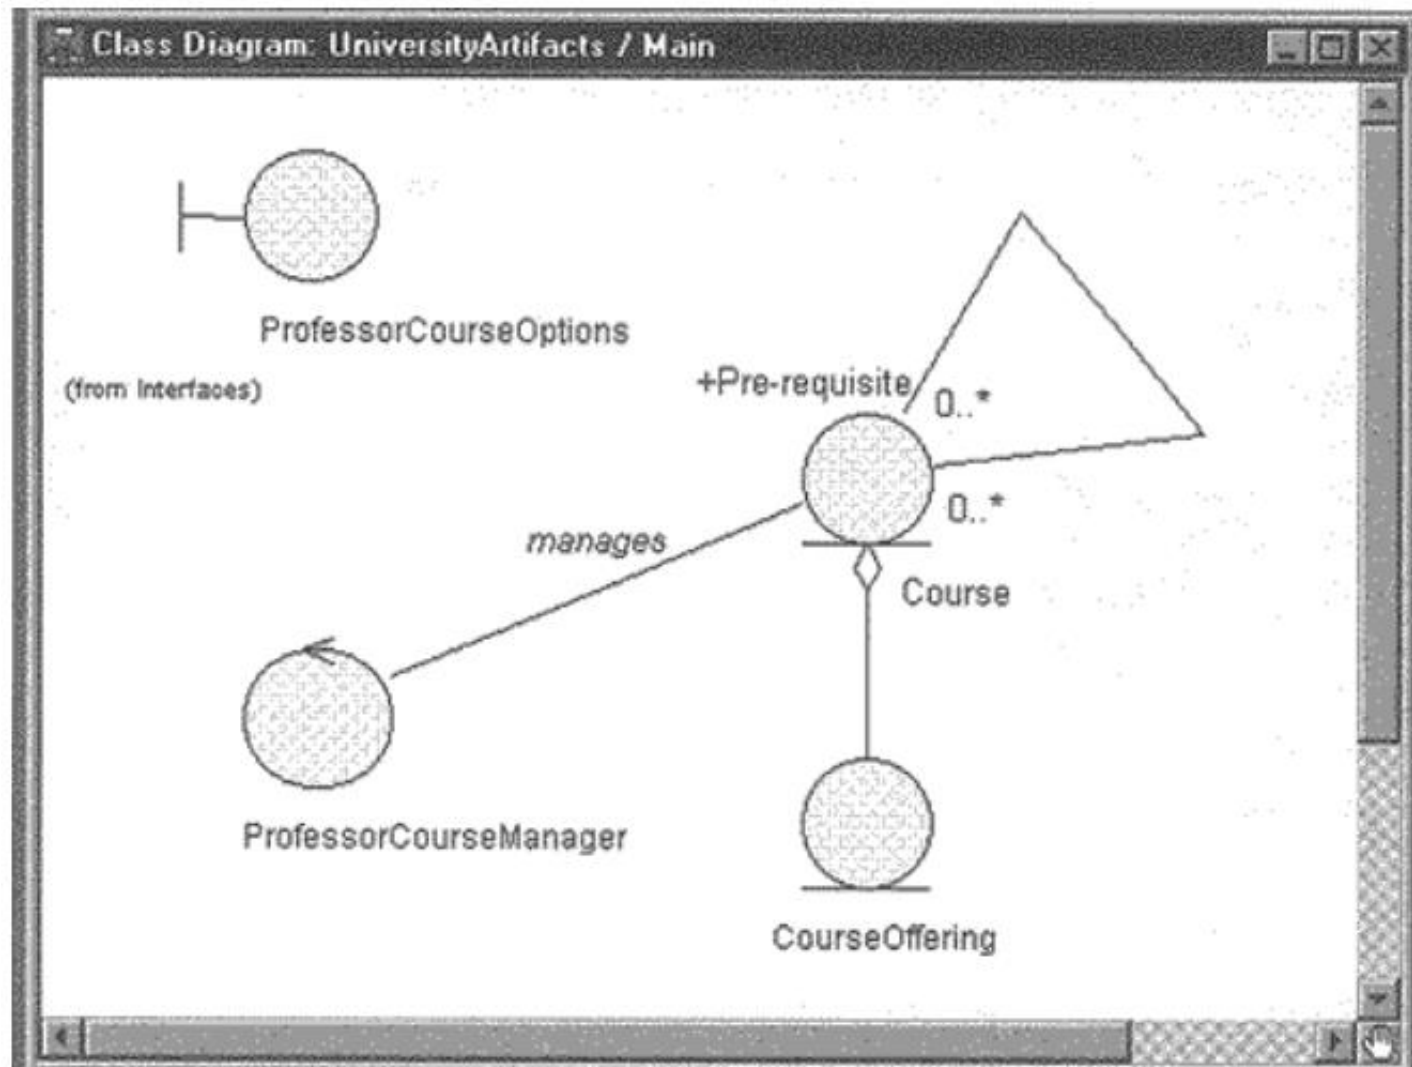 Class Diagram: UniversityArtifacts / Main
ProfessorCourseOptions
(from Interfaces)
+Pre-requisite
0..*
0..*
manages
Course
ProfessorCourseManager
CourseOffering